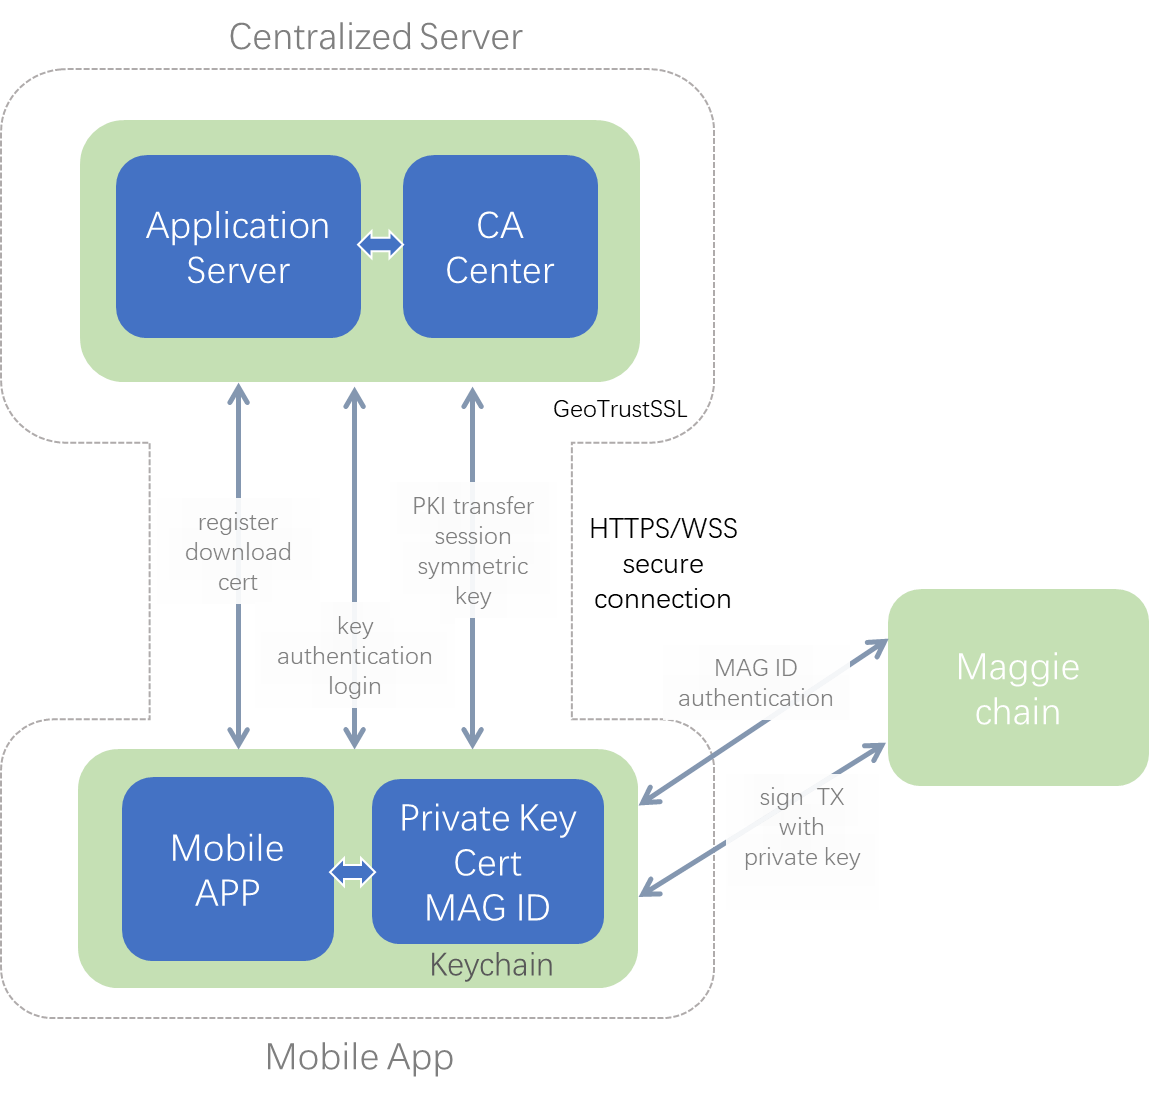 Centralized Server
Application
Server
CA
Center
GeoTrustSSL
register
download
cert
key
authentication
login
PKI transfer
session
symmetric
key
HTTPS/WSS
secure
connection
MAG ID
authentication
Maggie
chain
sign TX
with
private key
Mobile
APP
Private Key
Cert
MAG ID
Keychain
Mobile App